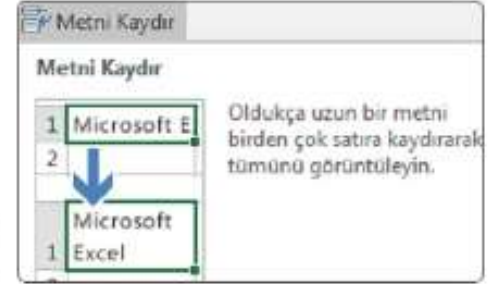 Metni Kaydır
Metni Kaydır
1 Microsoft E
2
Microsoft
1 Excel
Oldukça uzun bir metni
birden çok satıra kaydırarak
tümünü görüntüleyin.